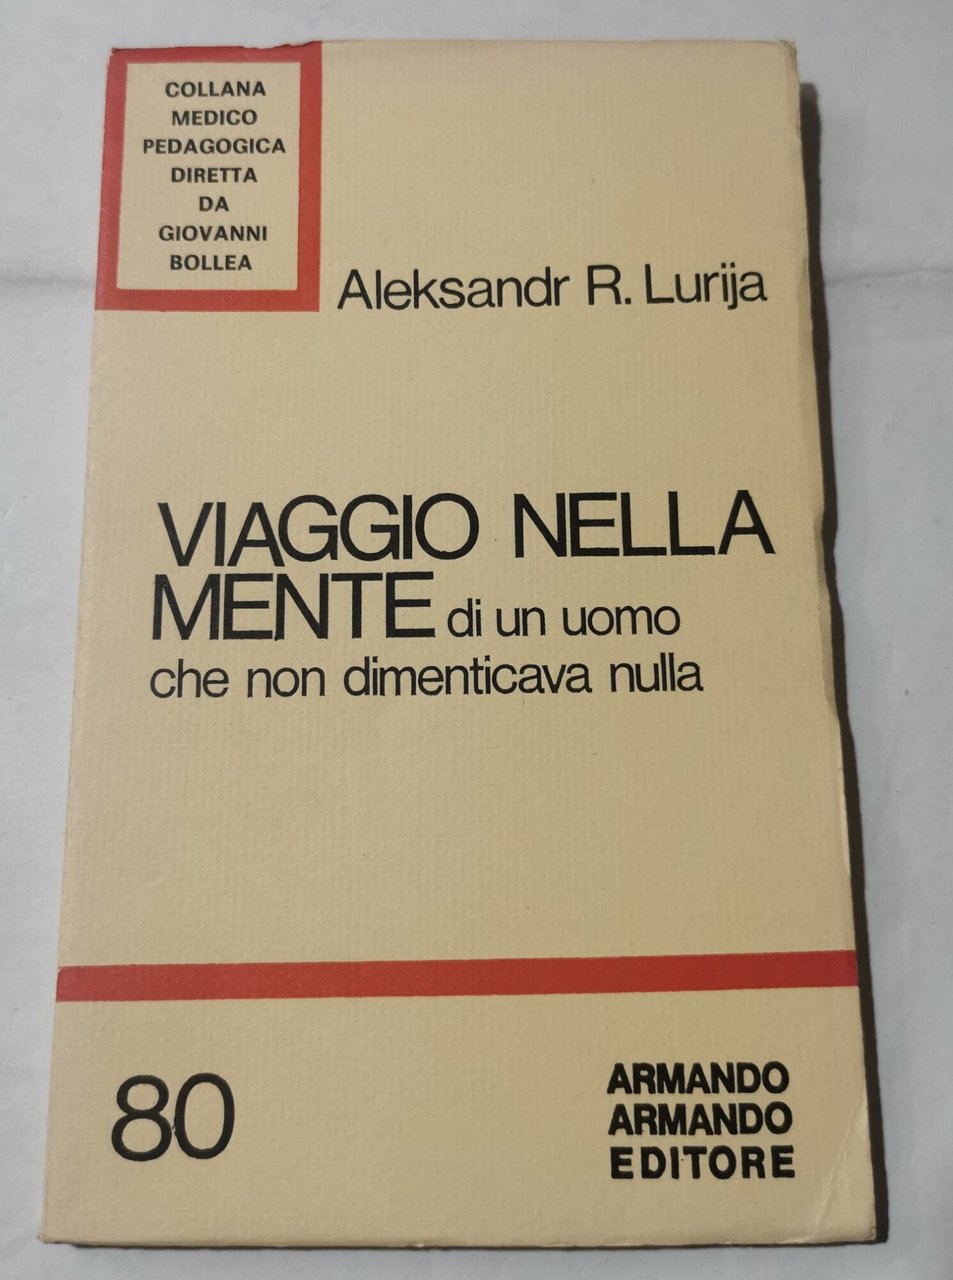 COLLANA
MEDICO
PEDAGOGICA
DIRETTA
DA
GIOVANNI
BOLLEA
Aleksandr R. Lurija
VIAGGIO NELLA
MENTE di un uomo
che non dimenticava nulla
80
ARMANDO
ARMANDO
EDITORE